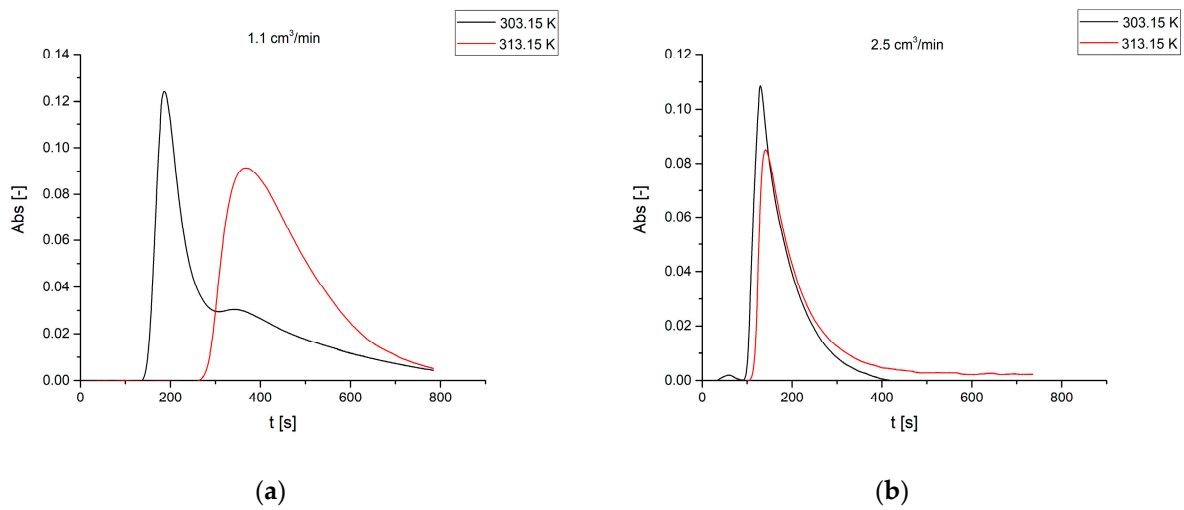 1.1 cm³/min
303.15 K
313.15 K
0.14
0.12
0.10
0.08
0.06
0.04
0.02
0.00
Abs [-]
0 200 400 600 800
t [s]
(a)
2.5 cm³/min
303.15 K
313.15 K
0.12
0.10
0.08
0.06
0.04
0.02
0.00
Abs [-]
0 200 400 600 800
t [s]
(b)